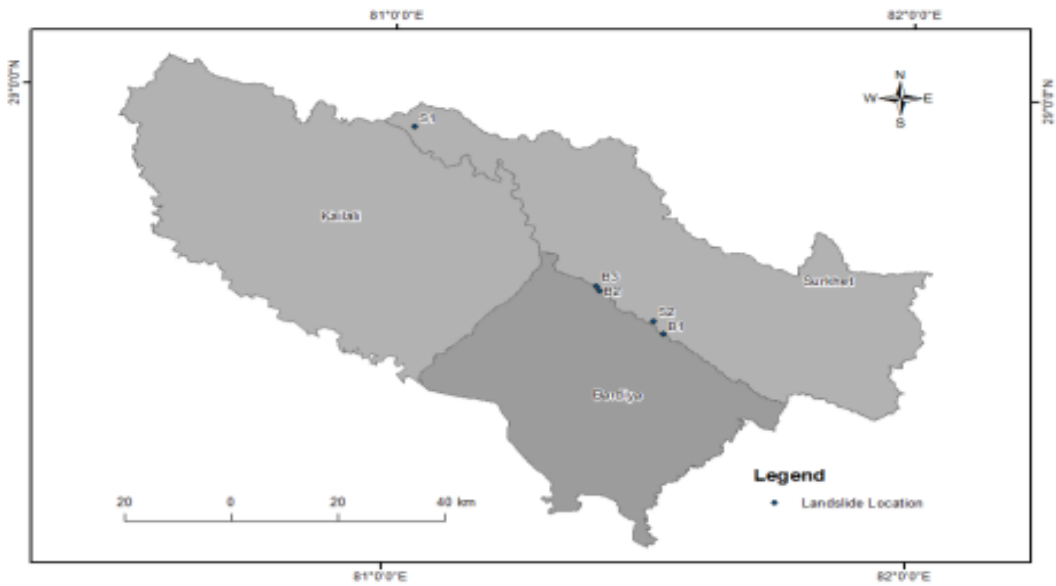 81°0'0"E 82°0'0"E
29°0'0"N
29°0'0"N
N
W E
S
S1
Kailali
B3
B2
Surkhet
S2
B1
Bardiya
Legend
Landslide Location
20 0 20 40 km
81°0'0"E 82°0'0"E